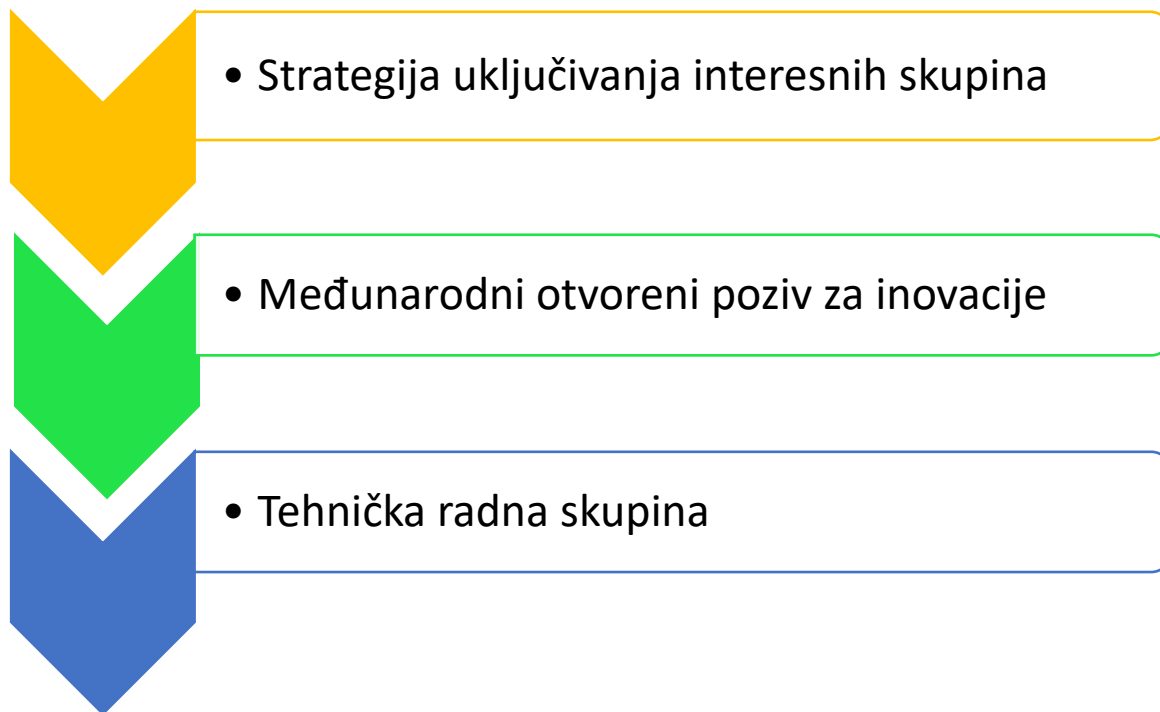 • Strategija uključivanja interesnih skupina
• Međunarodni otvoreni poziv za inovacije
• Tehnička radna skupina